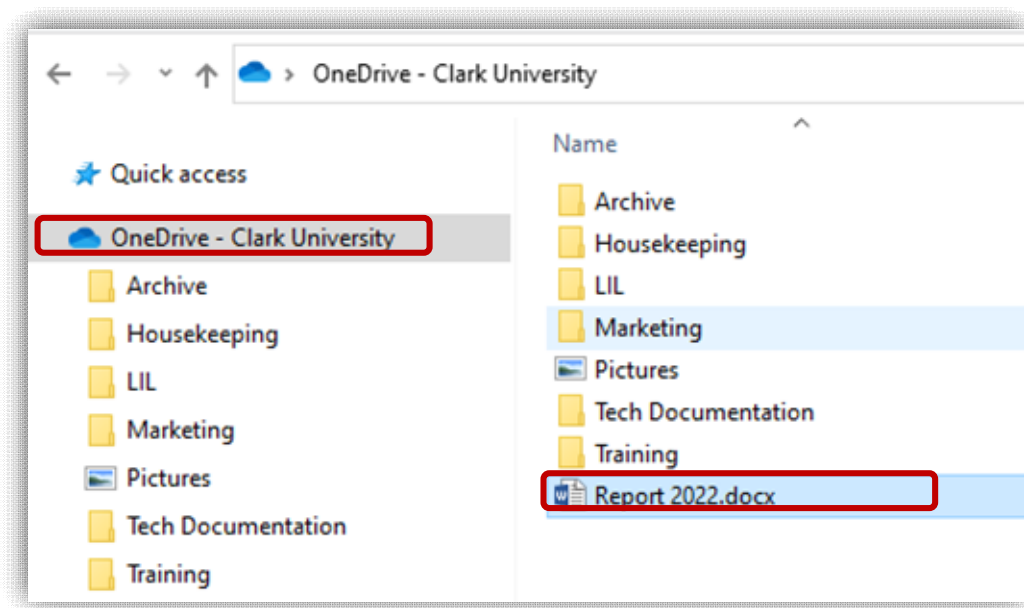 OneDrive - Clark University
Quick access
OneDrive - Clark University
Archive
Housekeeping
LIL
Marketing
Pictures
Tech Documentation
Training
Name
Archive
Housekeeping
LIL
Marketing
Pictures
Tech Documentation
Training
Report 2022.docx